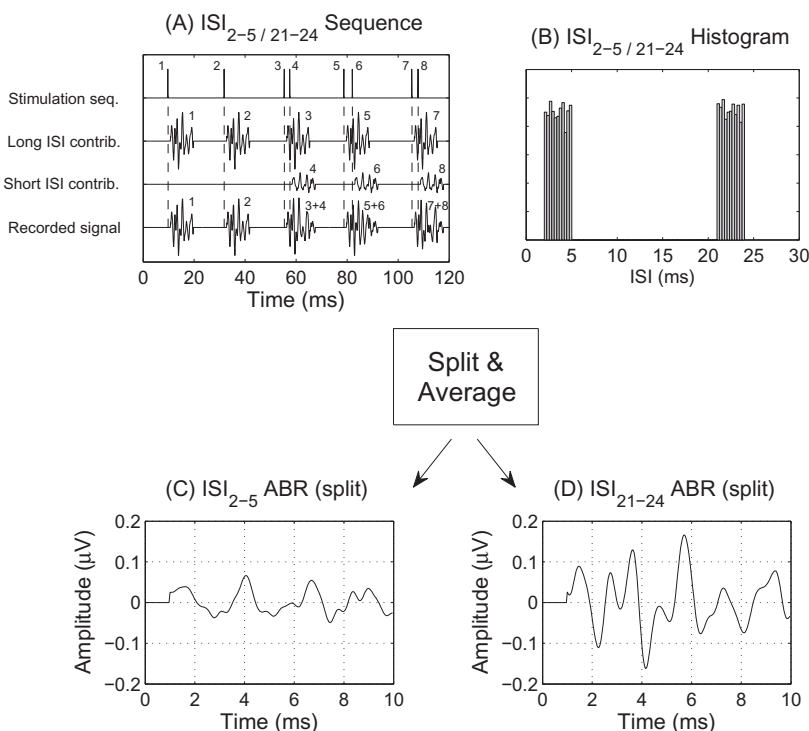 (A) ISI2−5 / 21−24 Sequence
1 2 3 4 5 6 7 8
Stimulation seq.
Long ISI contrib.
1 2 3 5 7
Short ISI contrib.
4 6 8
Recorded signal
1 2 3+4 5+6 7+8
0 20 40 60 80 100 120
Time (ms)
(B) ISI2−5 / 21−24 Histogram
0 5 10 15 20 25 30
ISI (ms)
Split &
Average
(C) ISI2−5 ABR (split)
Amplitude (μV)
0.2
0.1
0
−0.1
−0.2
0 2 4 6 8 10
Time (ms)
(D) ISI21−24 ABR (split)
Amplitude (μV)
0.2
0.1
0
−0.1
−0.2
0 2 4 6 8 10
Time (ms)